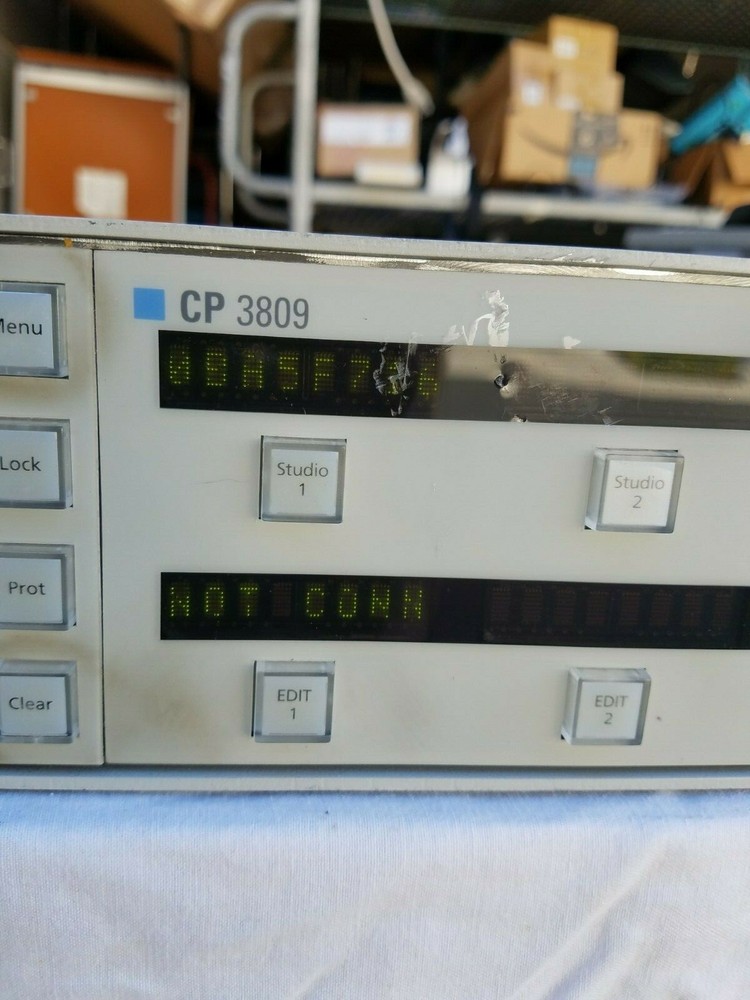 CP 3809
Menu
Studio
1
Studio
2
Lock
NOT CONN
Prot
EDIT
1
EDIT
2
Clear